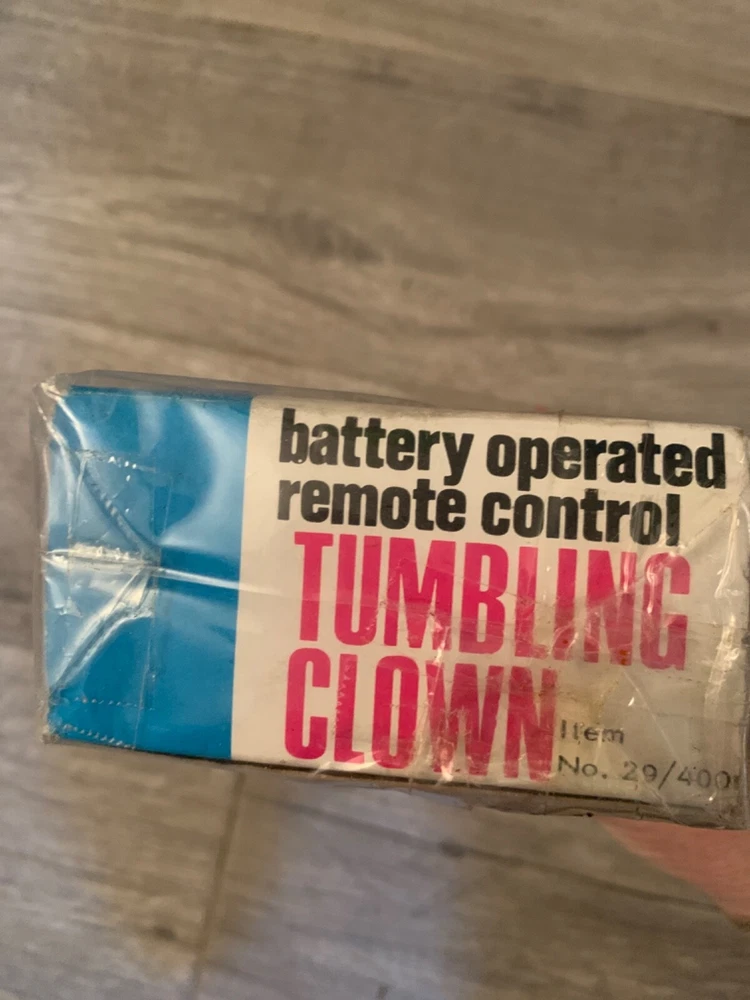 battery operated
remote control
TUMBLING
CLOWN
Item
No. 29/400